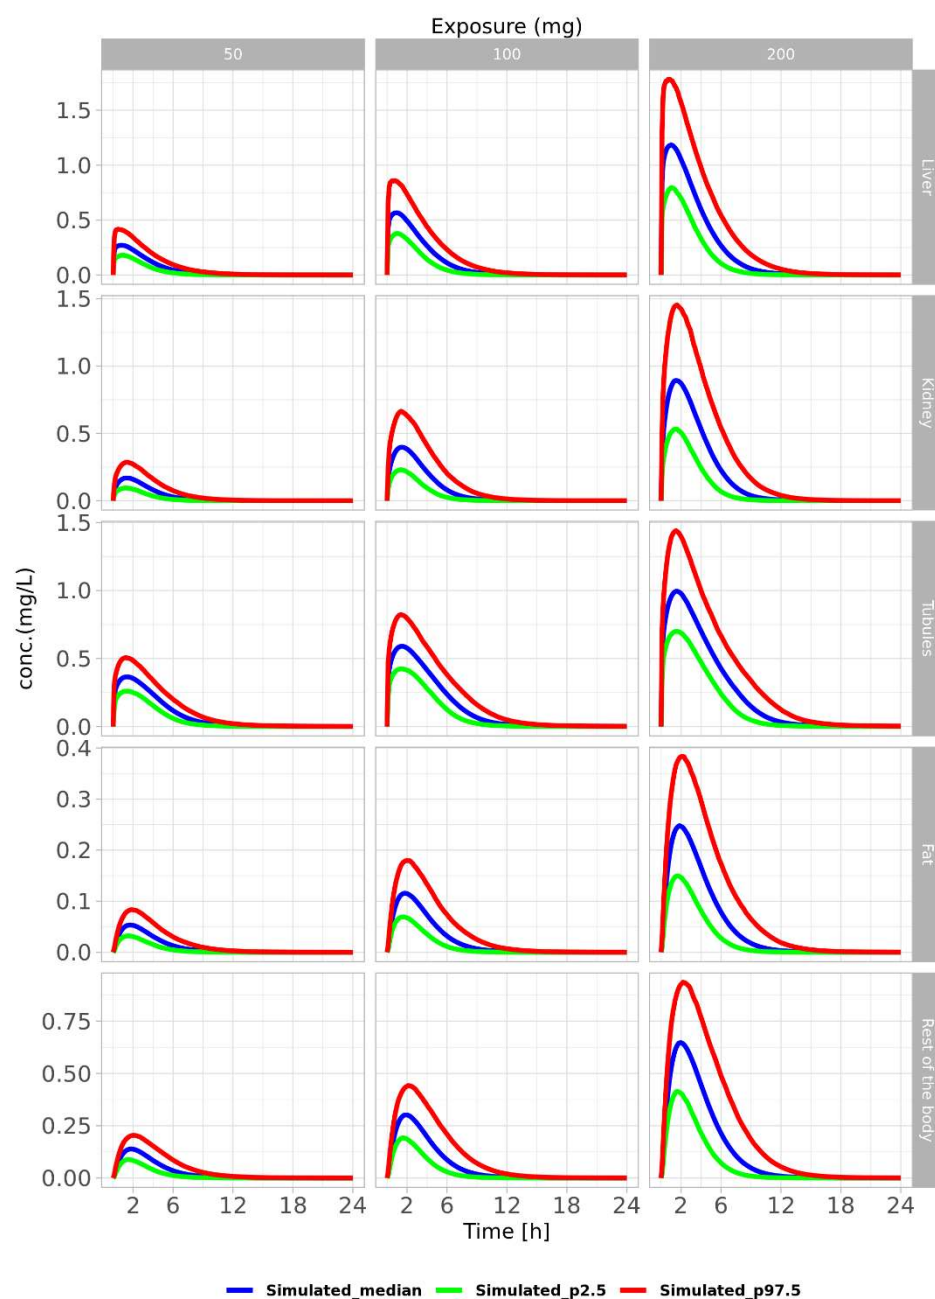 Exposure (mg)
50 100 200
1.5
1.0
0.5
0.0
Liver
1.5
1.0
0.5
0.0
Kidney
1.5
1.0
0.5
0.0
Tubules
conc.(mg/L)
0.4
0.3
0.2
0.1
0.0
Fat
0.75
0.50
0.25
0.00
Rest of the body
2 6 12 18 24 2 6 12 18 24 2 6 12 18 24
Time [h]
Simulated_median Simulated_p2.5 Simulated_p97.5